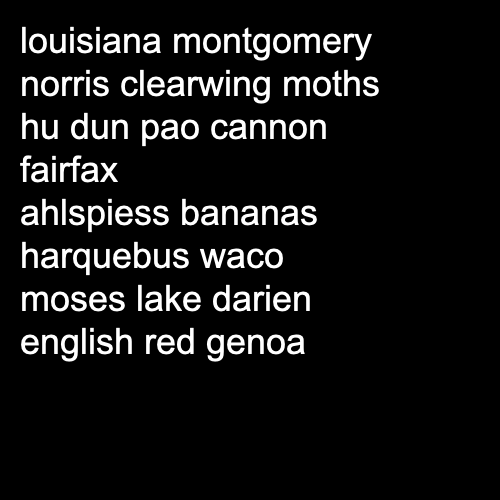 louisiana montgomery
norris clearwing moths
hu dun pao cannon
fairfax
ahlspiess bananas
harquebus waco
moses lake darien
english red genoa